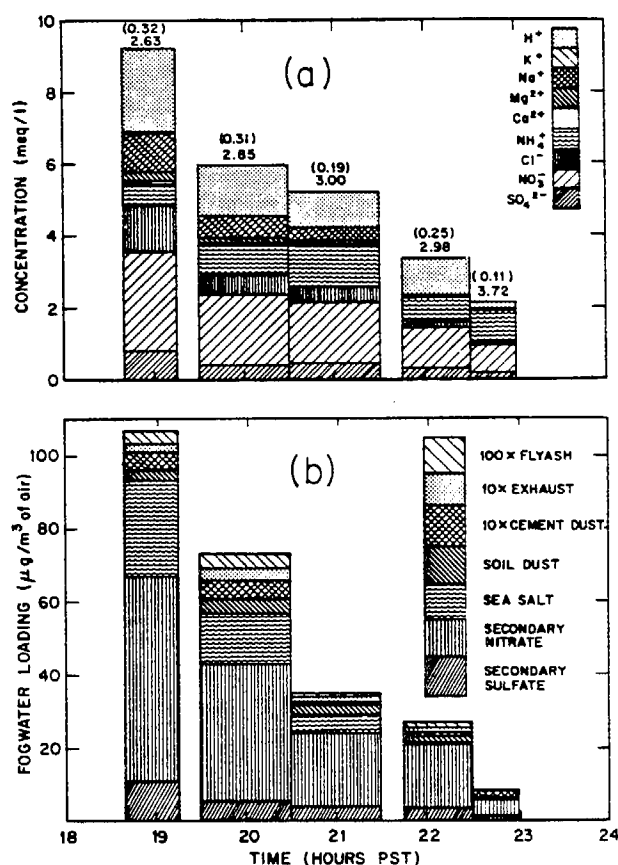 (a)
CONCENTRATION (meq/l)
10
8
6
4
2
0
(0.32)
2.63
(0.31)
2.85
(0.19)
3.00
(0.25)
2.98
(0.11)
3.72
H+
K+
Na+
Mg2+
Ca2+
NH4+
Cl-
NO3-
SO42-
(b)
FOGWATER LOADING (μg/m3 of air)
100
80
60
40
20
100× FLYASH
10× EXHAUST
10×CEMENT DUST
SOIL DUST
SEA SALT
SECONDARY
NITRATE
SECONDARY
SULFATE
18 19 20 21 22 23 24
TIME (HOURS PST)